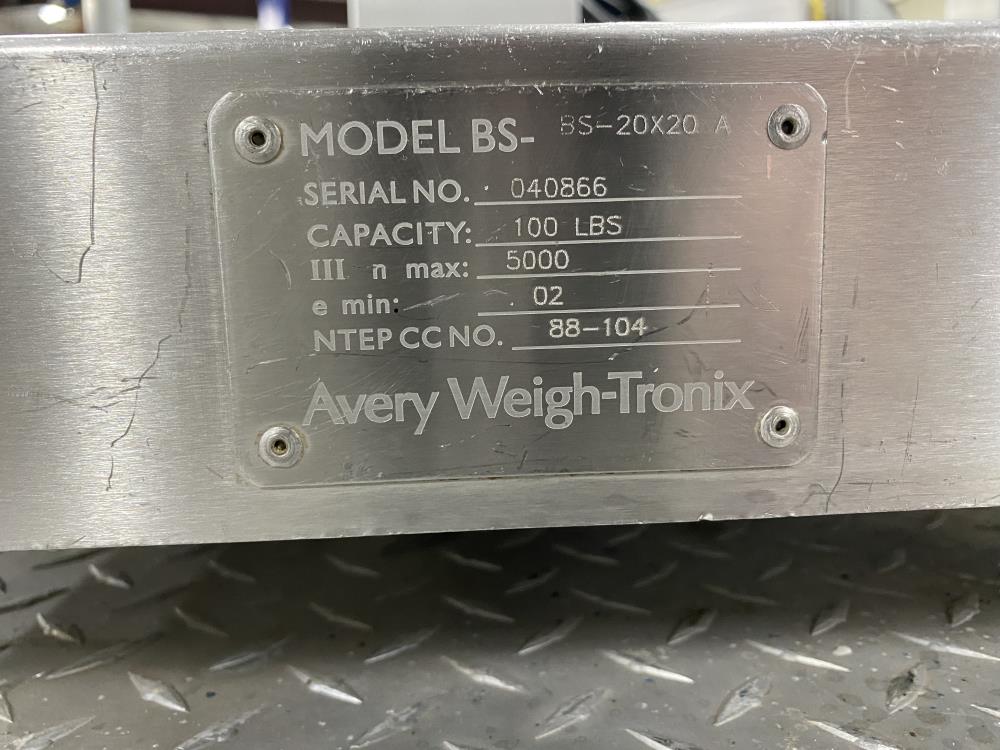 MODEL BS- BS-20X20 A
SERIAL NO. 040866
CAPACITY: 100 LBS
III n max: 5000
e min: .02
NTEP CC NO. 88-104
Avery Weigh-Tronix